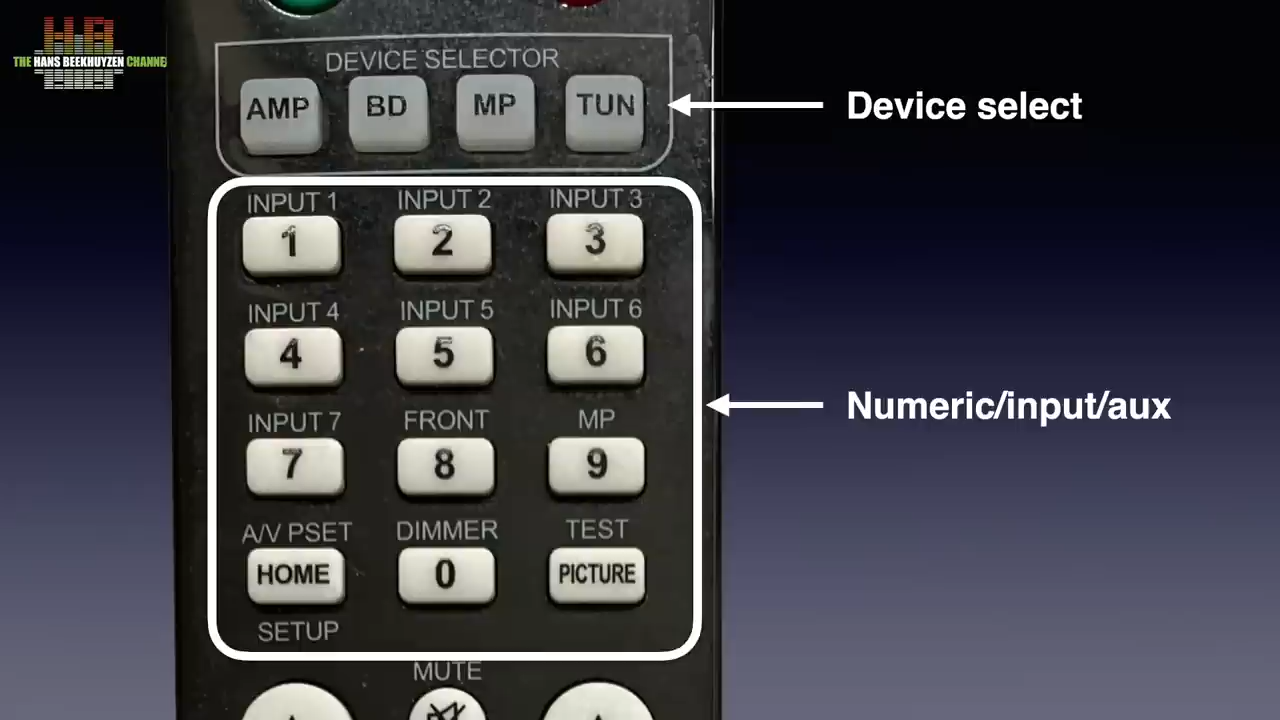 HB
THE HANS BEEKHUYZEN CHANNE
DEVICE SELECTOR
AMP BD MP TUN
Device select
INPUT 1 INPUT 2 INPUT 3
1 2 3
INPUT 4 INPUT 5 INPUT 6
4 5 6
Numeric/input/aux
INPUT 7 FRONT MP
7 8 9
A/V PSET DIMMER TEST
HOME 0 PICTURE
SETUP
MUTE